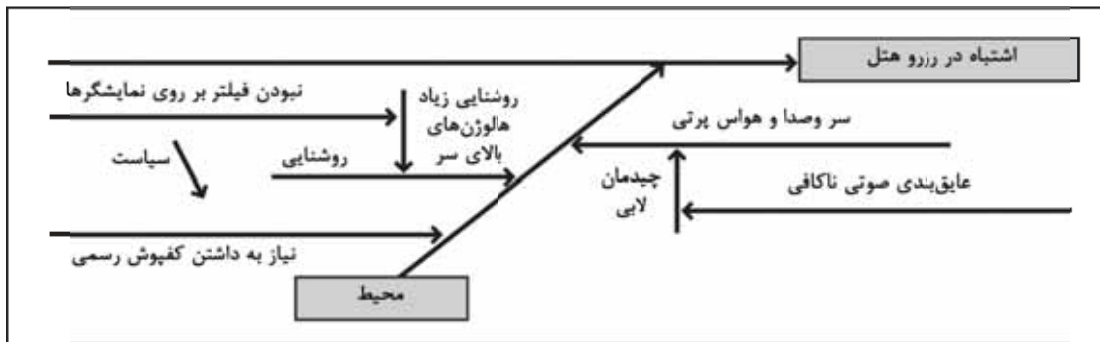 اشتباه در رزرو هتل
نبودن فیلتر بر روی نمایشگرها
روشنایی زیاد
هالوژن‌های
بالای سر
سر وصدا و هواس پرتی
سیاست
روشنایی
چیدمان
لابی
عایق‌بندی صوتی ناکافی
نیاز به داشتن کفپوش رسمی
محیط